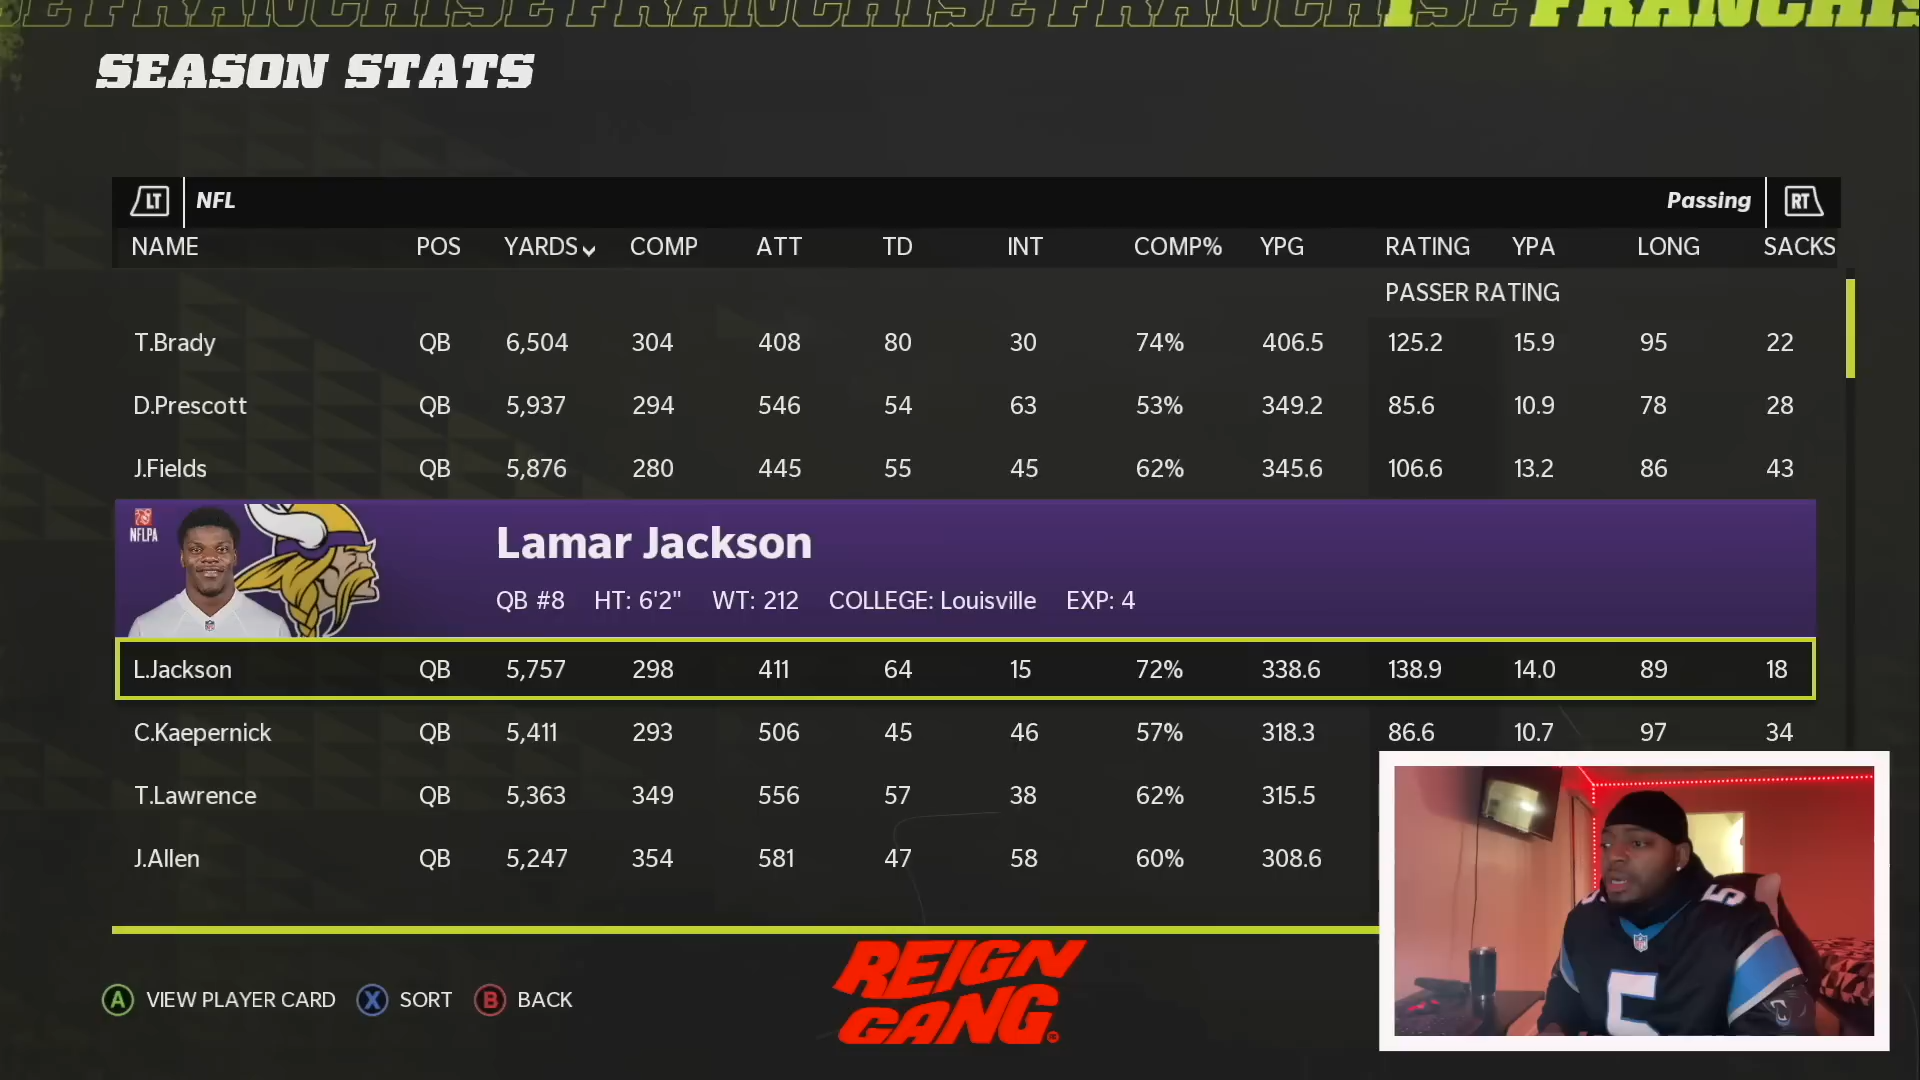 FRANCHISE FRANCHISE FRANCHISE FRANCHIS
SEASON STATS
LT NFL Passing RT
NAME POS YARDS COMP ATT TD INT COMP% YPG RATING YPA LONG SACKS
PASSER RATING
T.Brady QB 6,504 304 408 80 30 74% 406.5 125.2 15.9 95 22
D.Prescott QB 5,937 294 546 54 63 53% 349.2 85.6 10.9 78 28
J.Fields QB 5,876 280 445 55 45 62% 345.6 106.6 13.2 86 43
NFLPA
Lamar Jackson
QB #8 HT: 6'2" WT: 212 COLLEGE: Louisville EXP: 4
L.Jackson QB 5,757 298 411 64 15 72% 338.6 138.9 14.0 89 18
C.Kaepernick QB 5,411 293 506 45 46 57% 318.3 86.6 10.7 97 34
T.Lawrence QB 5,363 349 556 57 38 62% 315.5
J.Allen QB 5,247 354 581 47 58 60% 308.6
5
5
REIGN
GANG
A VIEW PLAYER CARD X SORT B BACK